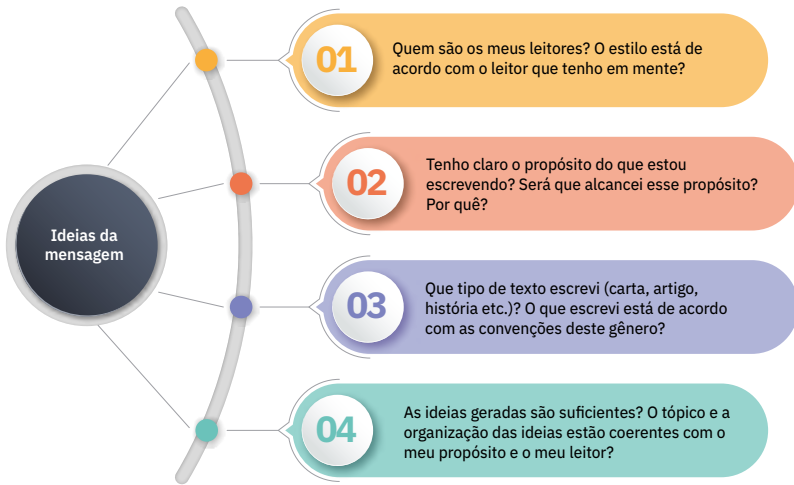 Ideias da
mensagem
01
Quem são os meus leitores? O estilo está de
acordo com o leitor que tenho em mente?
02
Tenho claro o propósito do que estou
escrevendo? Será que alcancei esse propósito?
Por quê?
03
Que tipo de texto escrevi (carta, artigo,
história etc.)? O que escrevi está de acordo
com as convenções deste gênero?
04
As ideias geradas são suficientes? O tópico e a
organização das ideias estão coerentes com o
meu propósito e o meu leitor?